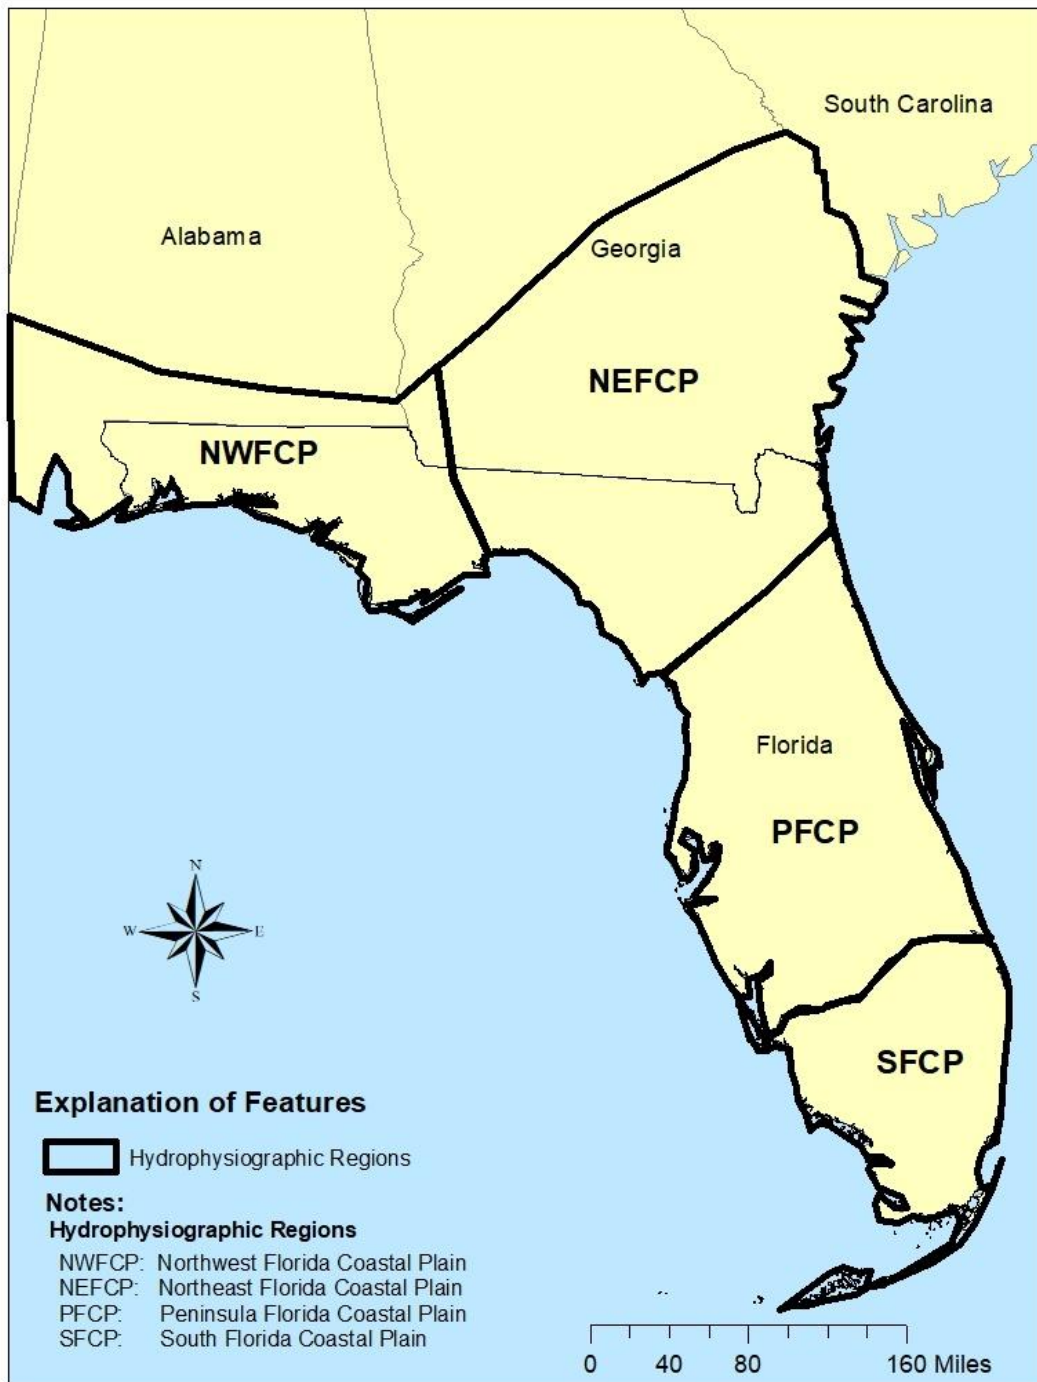 South Carolina
Alabama
Georgia
NEFCP
NWFCP
Florida
PFCP
N
W E
S
SFCP
Explanation of Features
Hydrophysiographic Regions
Notes:
Hydrophysiographic Regions
NWFCP: Northwest Florida Coastal Plain
NEFCP: Northeast Florida Coastal Plain
PFCP: Peninsula Florida Coastal Plain
SFCP: South Florida Coastal Plain
0 40 80 160 Miles